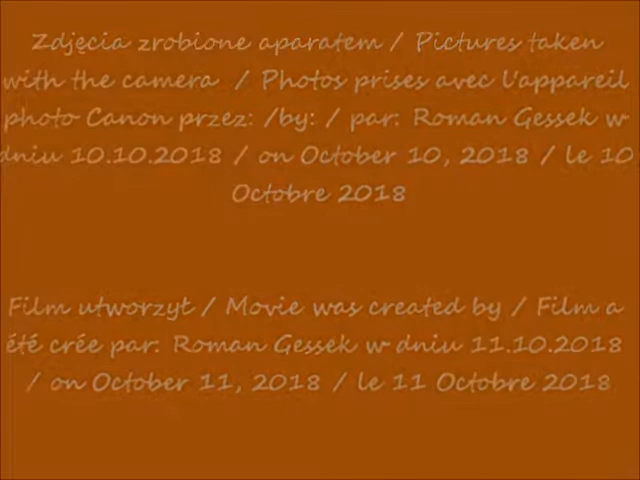 Zdjęcia zrobione aparatem / Pictures taken
with the camera / Photos prises avec l'appareil
photo Canon przez: /by: / par: Roman Gessek w
dniu 10.10.2018 / on October 10, 2018 / le 10
Octobre 2018
Film utworzył / Movie was created by / Film a
été crée par: Roman Gessek w dniu 11.10.2018
/ on October 11, 2018 / le 11 Octobre 2018